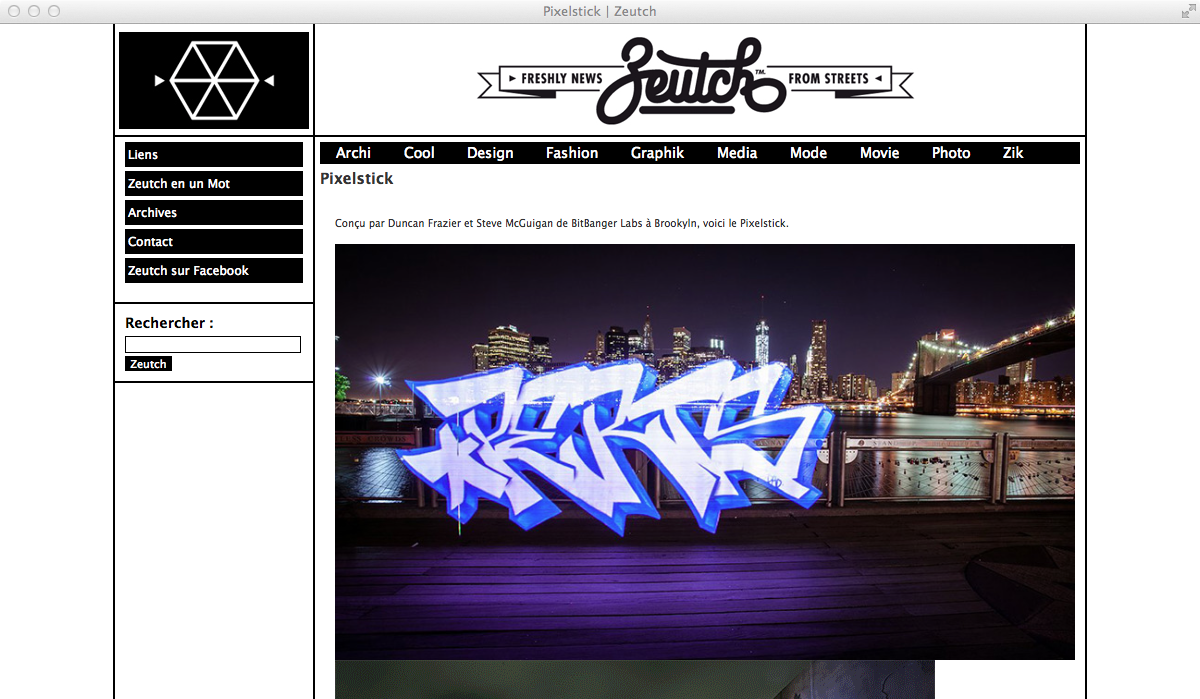 Pixelstick | Zeutch
FRESHLY NEWS Zeutch™ FROM STREETS
Liens
Zeutch en un Mot
Archives
Contact
Zeutch sur Facebook
Rechercher :
Zeutch
Archi Cool Design Fashion Graphik Media Mode Movie Photo Zik
Pixelstick
Conçu par Duncan Frazier et Steve McGuigan de BitBanger Labs à Brookyln, voici le Pixelstick.